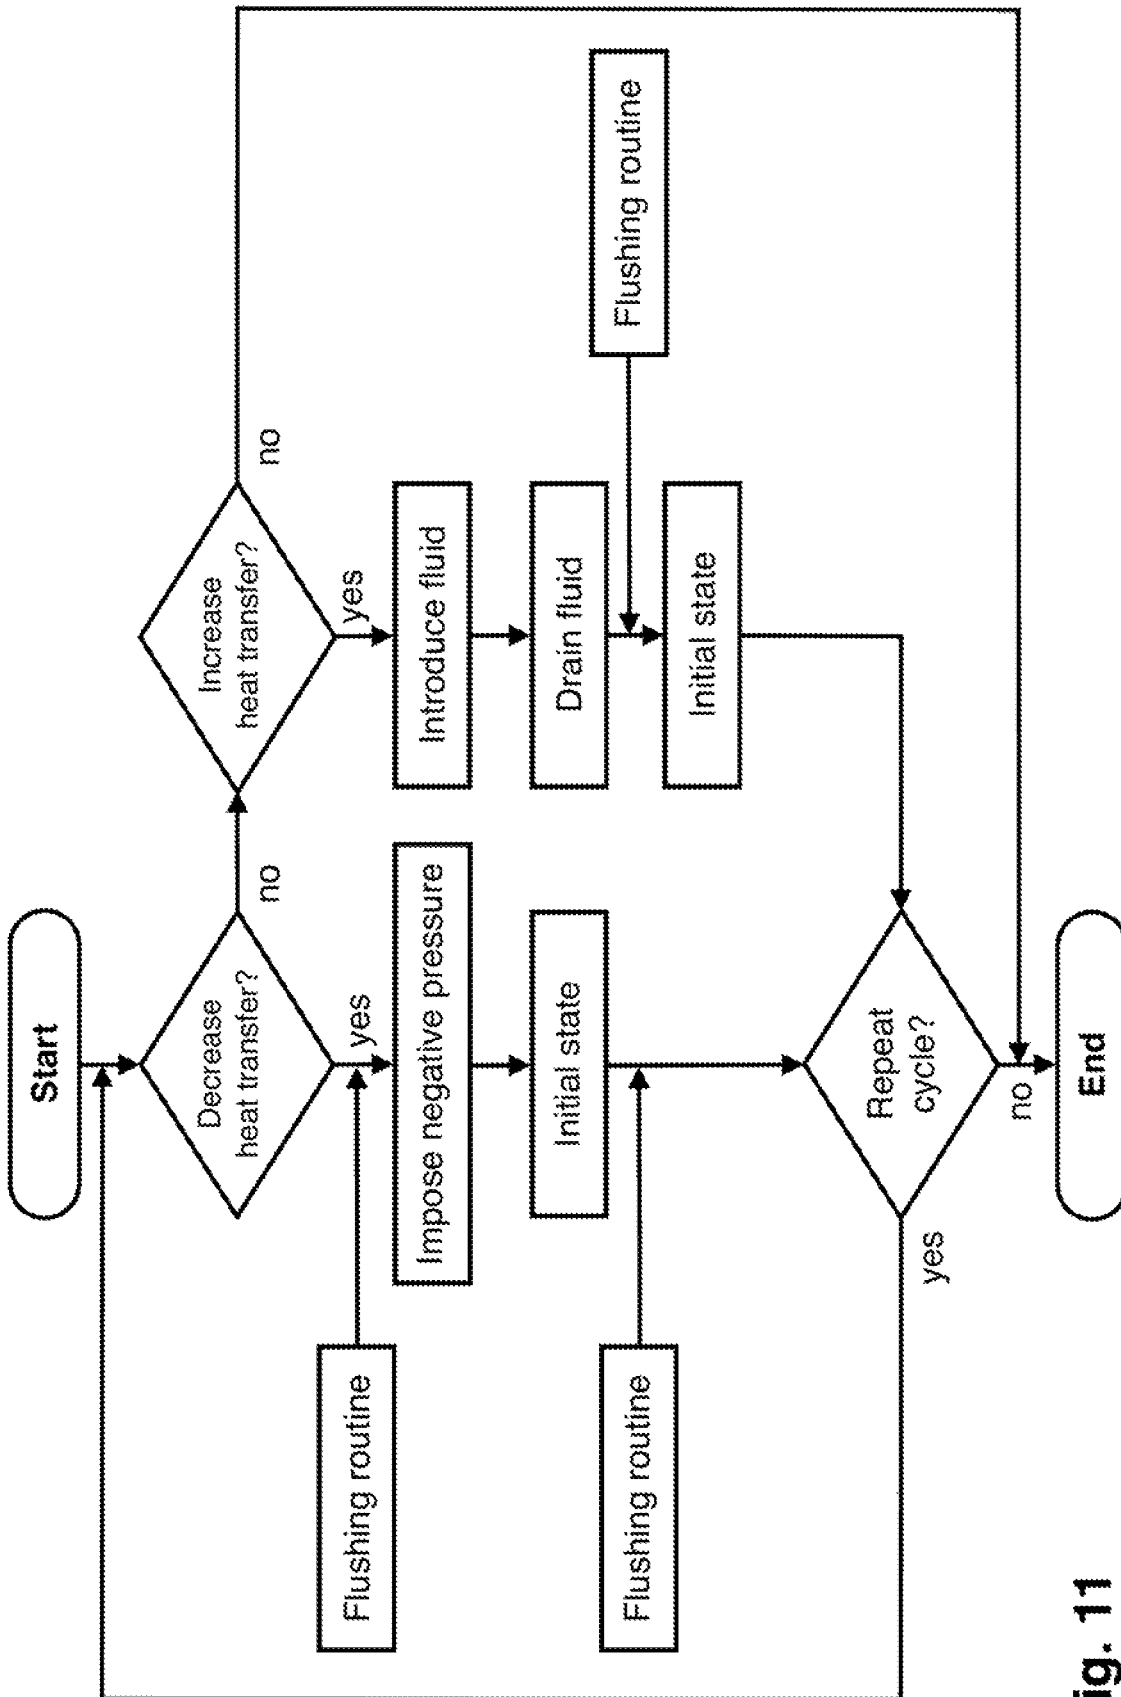 Start
Decrease
heat transfer?
no
yes
Increase
heat transfer?
no
yes
Flushing routine
Impose negative pressure
Introduce fluid
Initial state
Drain fluid
Flushing routine
Flushing routine
Initial state
Repeat
cycle?
yes
no
End
ig. 11